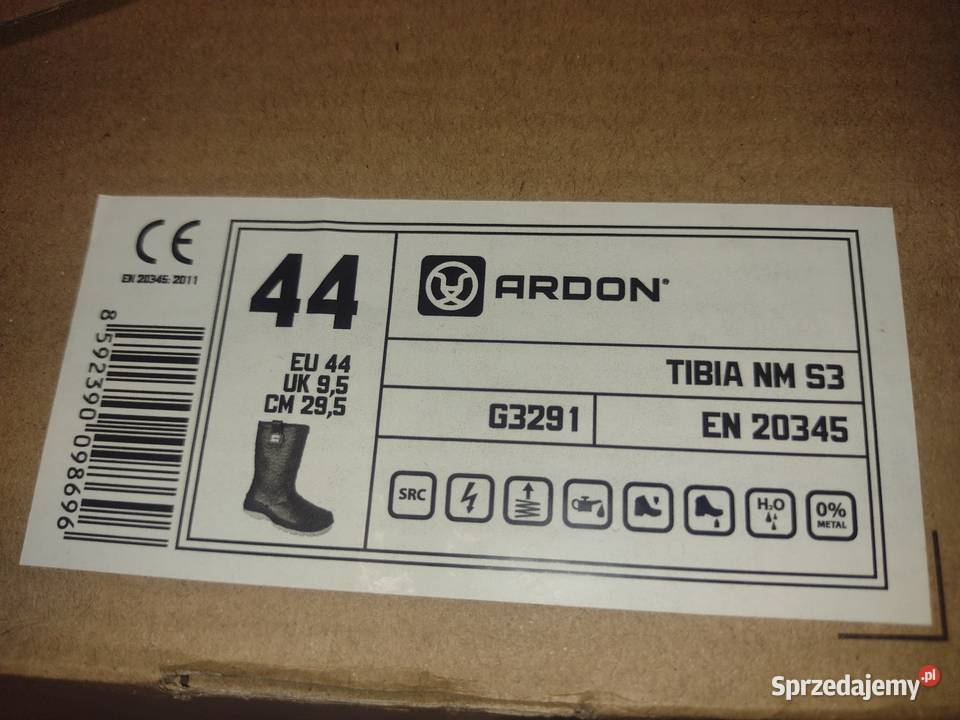 CE
EN 20345: 2011
8 592390 098696
44
EU 44
UK 9,5
CM 29,5
ARDON®
TIBIA NM S3
G3291
EN 20345
SRC
H₂O
0%
METAL
Sprzedajemy.pl